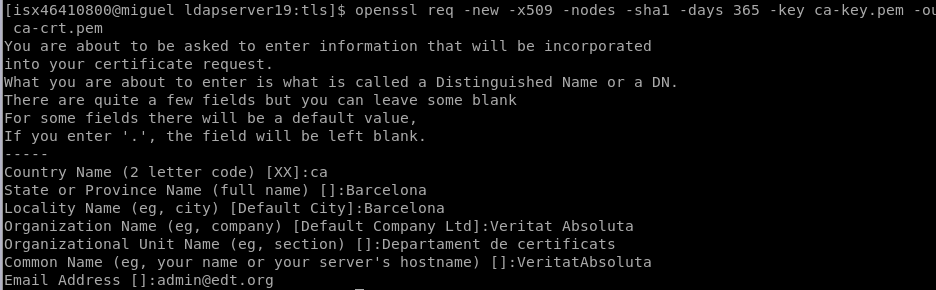 [isx46410800@miguel ldapserver19:tls]$ openssl req -new -x509 -nodes -sha1 -days 365 -key ca-key.pem -ou
 ca-crt.pem
You are about to be asked to enter information that will be incorporated
into your certificate request.
What you are about to enter is what is called a Distinguished Name or a DN.
There are quite a few fields but you can leave some blank
For some fields there will be a default value,
If you enter '.', the field will be left blank.
-----
Country Name (2 letter code) [XX]:ca
State or Province Name (full name) []:Barcelona
Locality Name (eg, city) [Default City]:Barcelona
Organization Name (eg, company) [Default Company Ltd]:Veritat Absoluta
Organizational Unit Name (eg, section) []:Departament de certificats
Common Name (eg, your name or your server's hostname) []:VeritatAbsoluta
Email Address []:admin@edt.org